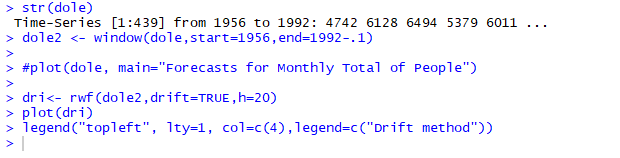 > str(dole)
 Time-Series [1:439] from 1956 to 1992: 4742 6128 6494 5379 6011 ...
> dole2 <- window(dole,start=1956,end=1992-.1)
>
> #plot(dole, main="Forecasts for Monthly Total of People")
>
> dri<- rwf(dole2,drift=TRUE,h=20)
> plot(dri)
> legend("topleft", lty=1, col=c(4),legend=c("Drift method"))
>